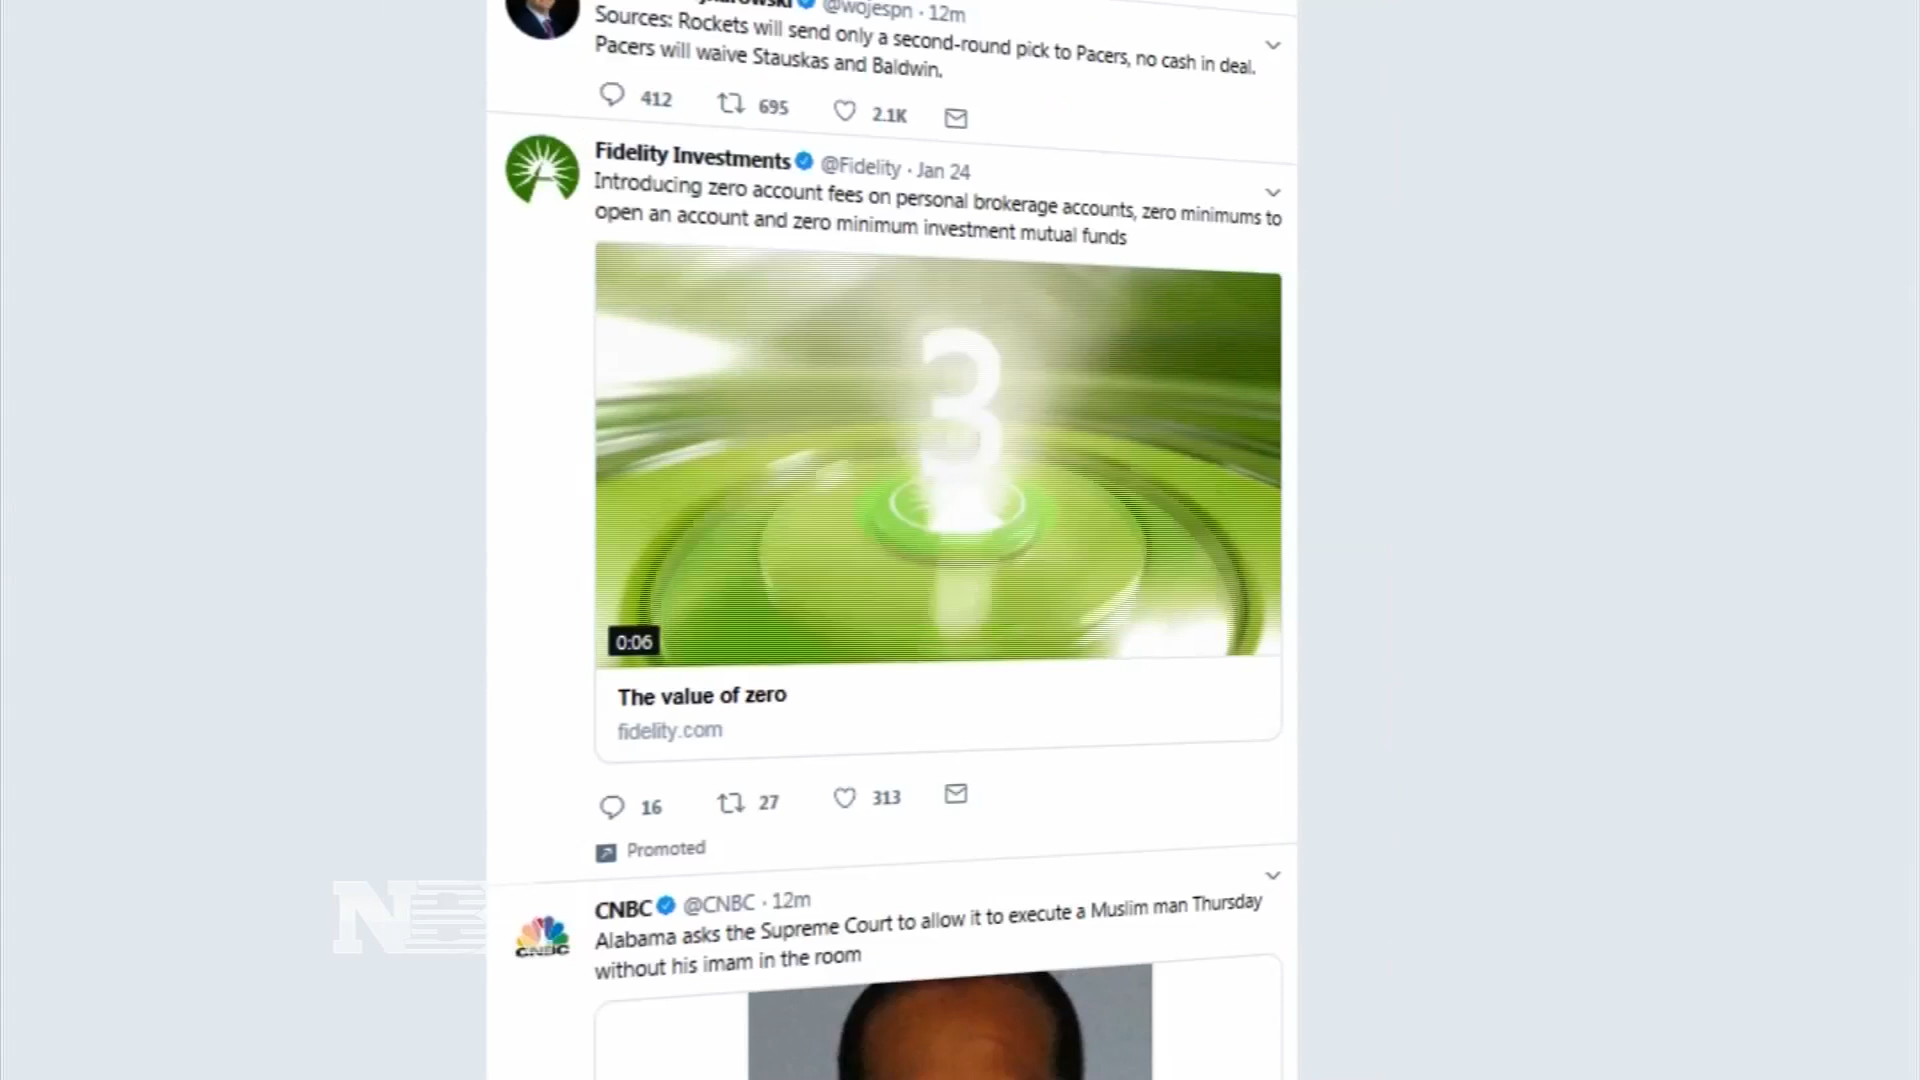 @wojespn · 12m
Sources: Rockets will send only a second-round pick to Pacers, no cash in deal.
Pacers will waive Stauskas and Baldwin.
412 695 2.1K
Fidelity Investments @Fidelity · Jan 24
Introducing zero account fees on personal brokerage accounts, zero minimums to
open an account and zero minimum investment mutual funds
3
0:06
The value of zero
fidelity.com
16 27 313
Promoted
CNBC @CNBC · 12m
CNBC
Alabama asks the Supreme Court to allow it to execute a Muslim man Thursday
without his imam in the room